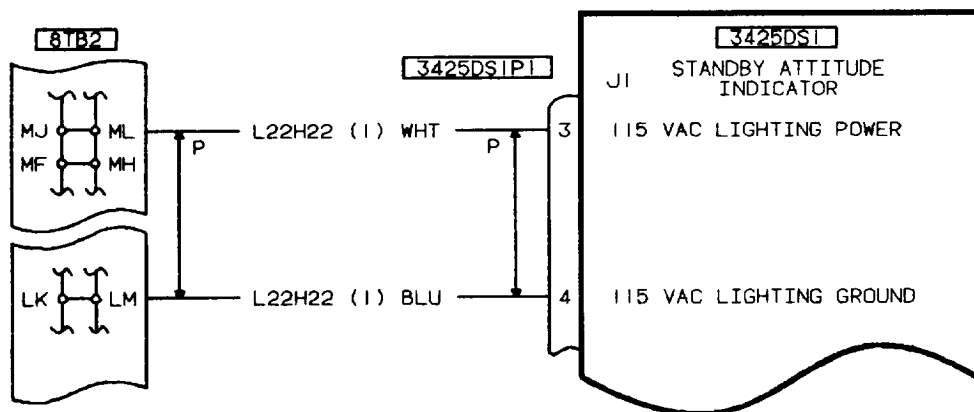 8TB2
3425DS1
3425DS1P1
J1 STANDBY ATTITUDE
INDICATOR
MJ ML L22H22 (1) WHT 3 115 VAC LIGHTING POWER
P P
MF MH
LK LM L22H22 (1) BLU 4 115 VAC LIGHTING GROUND